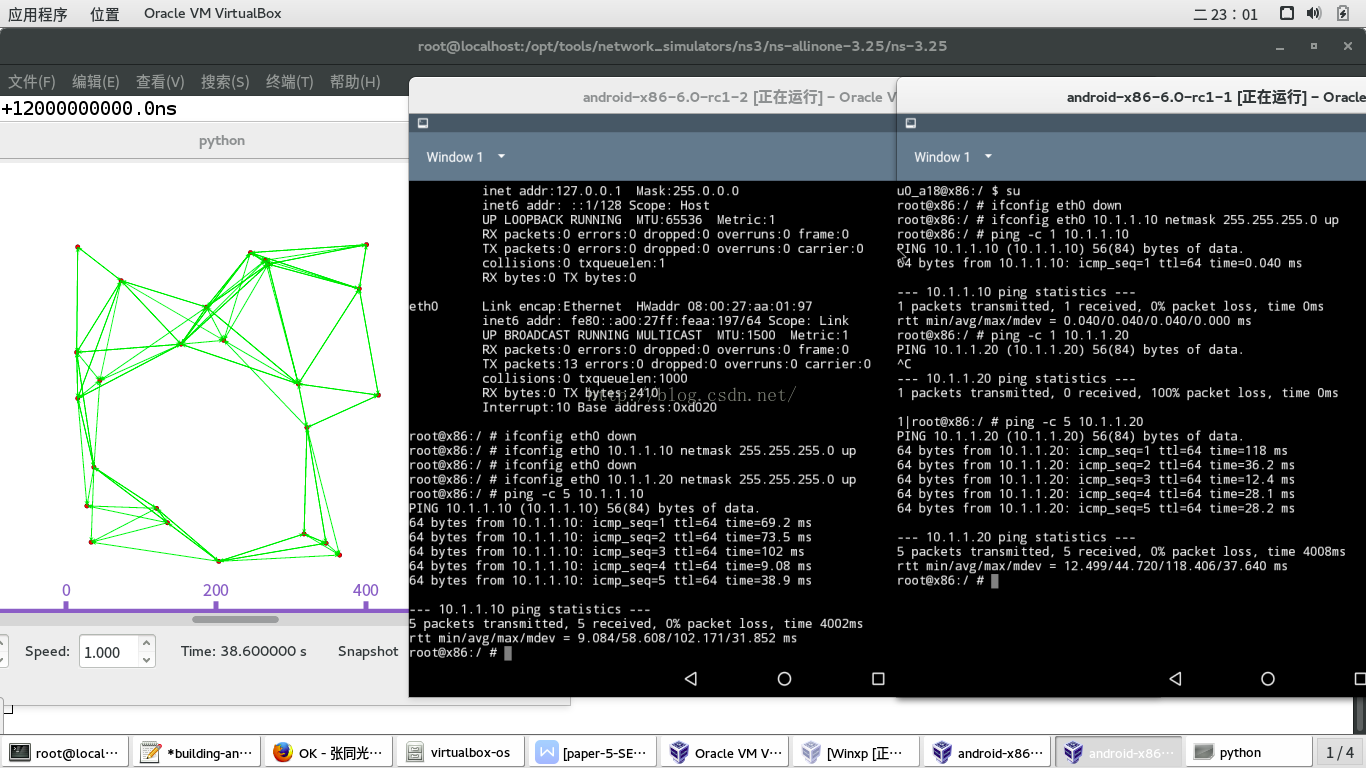 应用程序 位置 Oracle VM VirtualBox 二 23：01
root@localhost:/opt/tools/network_simulators/ns3/ns-allinone-3.25/ns-3.25
文件(F) 编辑(E) 查看(V) 搜索(S) 终端(T) 帮助(H)
+12000000000.0ns
python
0 200 400
Speed: 1.000 Time: 38.600000 s Snapshot
android-x86-6.0-rc1-2 [正在运行] - Oracle V
Window 1
inet addr:127.0.0.1 Mask:255.0.0.0
inet6 addr: ::1/128 Scope: Host
UP LOOPBACK RUNNING MTU:65536 Metric:1
RX packets:0 errors:0 dropped:0 overruns:0 frame:0
TX packets:0 errors:0 dropped:0 overruns:0 carrier:0
collisions:0 txqueuelen:1
RX bytes:0 TX bytes:0
eth0 Link encap:Ethernet HWaddr 08:00:27:aa:01:97
inet6 addr: fe80::a00:27ff:feaa:197/64 Scope: Link
UP BROADCAST RUNNING MULTICAST MTU:1500 Metric:1
RX packets:0 errors:0 dropped:0 overruns:0 frame:0
TX packets:13 errors:0 dropped:0 overruns:0 carrier:0
collisions:0 txqueuelen:1000
RX bytes:0 TX bytes:2410
http://blog.csdn.net/
Interrupt:10 Base address:0xd020
root@x86:/ # ifconfig eth0 down
root@x86:/ # ifconfig eth0 10.1.1.10 netmask 255.255.255.0 up
root@x86:/ # ifconfig eth0 down
root@x86:/ # ifconfig eth0 10.1.1.20 netmask 255.255.255.0 up
root@x86:/ # ping -c 5 10.1.1.10
PING 10.1.1.10 (10.1.1.10) 56(84) bytes of data.
64 bytes from 10.1.1.10: icmp_seq=1 ttl=64 time=69.2 ms
64 bytes from 10.1.1.10: icmp_seq=2 ttl=64 time=73.5 ms
64 bytes from 10.1.1.10: icmp_seq=3 ttl=64 time=102 ms
64 bytes from 10.1.1.10: icmp_seq=4 ttl=64 time=9.08 ms
64 bytes from 10.1.1.10: icmp_seq=5 ttl=64 time=38.9 ms
--- 10.1.1.10 ping statistics ---
5 packets transmitted, 5 received, 0% packet loss, time 4002ms
rtt min/avg/max/mdev = 9.084/58.608/102.171/31.852 ms
root@x86:/ #
android-x86-6.0-rc1-1 [正在运行] - Oracle
Window 1
u0_a18@x86:/ $ su
root@x86:/ # ifconfig eth0 down
root@x86:/ # ifconfig eth0 10.1.1.10 netmask 255.255.255.0 up
root@x86:/ # ping -c 1 10.1.1.10
PING 10.1.1.10 (10.1.1.10) 56(84) bytes of data.
64 bytes from 10.1.1.10: icmp_seq=1 ttl=64 time=0.040 ms
--- 10.1.1.10 ping statistics ---
1 packets transmitted, 1 received, 0% packet loss, time 0ms
rtt min/avg/max/mdev = 0.040/0.040/0.040/0.000 ms
root@x86:/ # ping -c 1 10.1.1.20
PING 10.1.1.20 (10.1.1.20) 56(84) bytes of data.
^C
--- 10.1.1.20 ping statistics ---
1 packets transmitted, 0 received, 100% packet loss, time 0ms
1|root@x86:/ # ping -c 5 10.1.1.20
PING 10.1.1.20 (10.1.1.20) 56(84) bytes of data.
64 bytes from 10.1.1.20: icmp_seq=1 ttl=64 time=118 ms
64 bytes from 10.1.1.20: icmp_seq=2 ttl=64 time=36.2 ms
64 bytes from 10.1.1.20: icmp_seq=3 ttl=64 time=12.4 ms
64 bytes from 10.1.1.20: icmp_seq=4 ttl=64 time=28.1 ms
64 bytes from 10.1.1.20: icmp_seq=5 ttl=64 time=28.2 ms
--- 10.1.1.20 ping statistics ---
5 packets transmitted, 5 received, 0% packet loss, time 4008ms
rtt min/avg/max/mdev = 12.499/44.720/118.406/37.640 ms
root@x86:/ #
root@local··· *building-an··· OK - 张同光··· virtualbox-os [paper-5-SE··· Oracle VM V··· [Winxp [正··· android-x86··· android-x86··· python 1 / 4